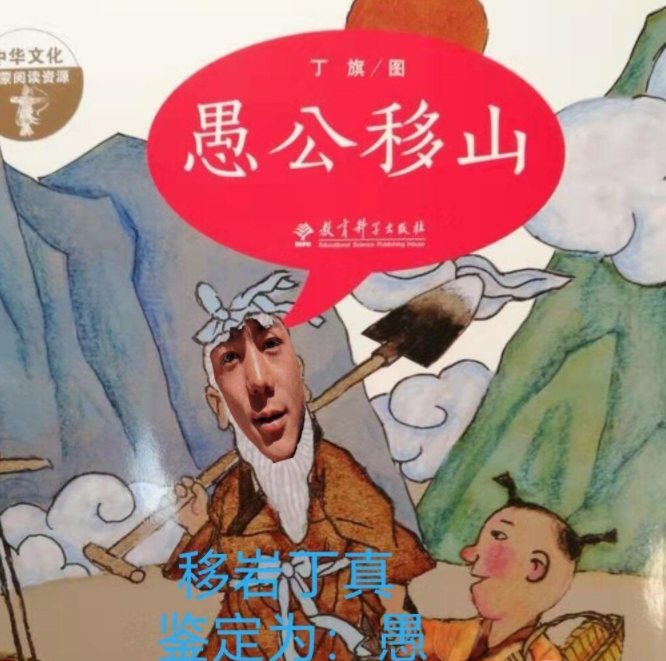 中华文化
蒙阅读资源
丁 旗/图
愚公移山
教育科学出版社
Educational Science Publishing House
移岩丁真
鉴定为：愚